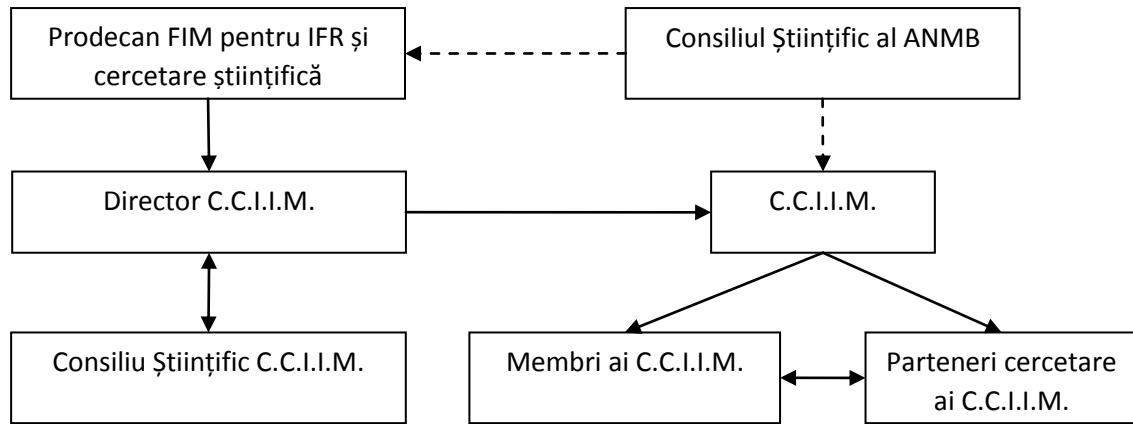 Prodecan FIM pentru IFR și
cercetare științifică
Consiliul Științific al ANMB
Director C.C.I.I.M.
C.C.I.I.M.
Consiliu Științific C.C.I.I.M.
Membri ai C.C.I.I.M.
Parteneri cercetare
ai C.C.I.I.M.